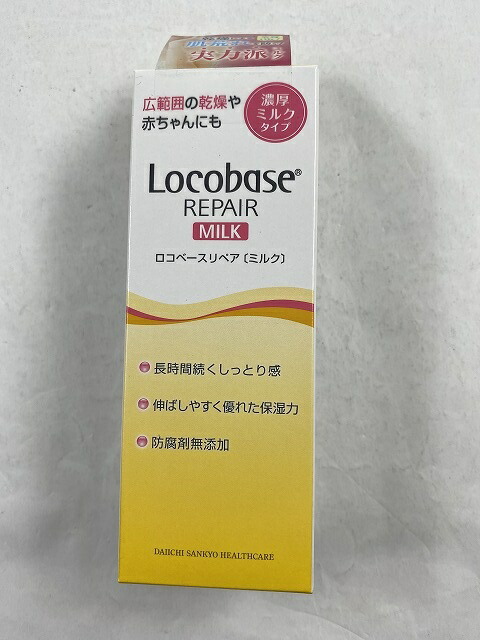 実力派
広範囲の乾燥や
赤ちゃんにも
濃厚
ミルク
タイプ
Locobase®
REPAIR
MILK
ロコベースリペア〔ミルク〕
長時間続くしっとり感
伸ばしやすく優れた保湿力
防腐剤無添加
DAIICHI SANKYO HEALTHCARE